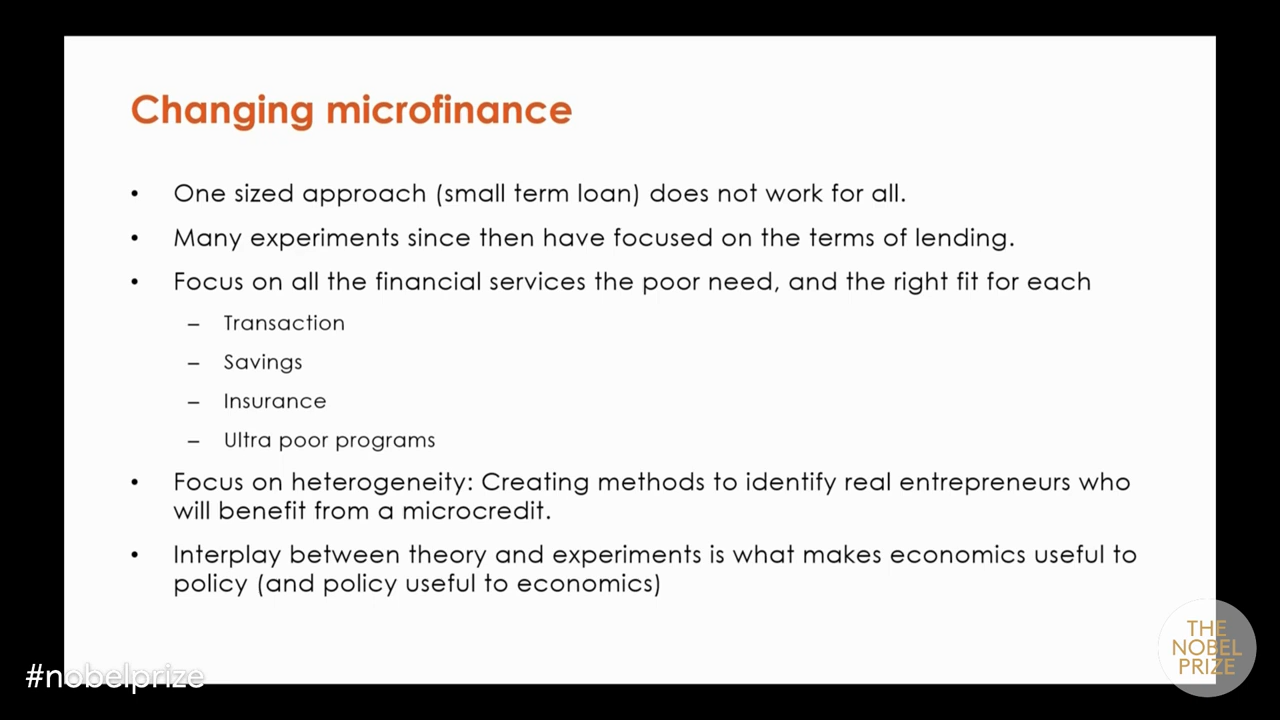 Changing microfinance
• One sized approach (small term loan) does not work for all.
• Many experiments since then have focused on the terms of lending.
• Focus on all the financial services the poor need, and the right fit for each
– Transaction
– Savings
– Insurance
– Ultra poor programs
• Focus on heterogeneity: Creating methods to identify real entrepreneurs who
will benefit from a microcredit.
• Interplay between theory and experiments is what makes economics useful to
policy (and policy useful to economics)
THE
NOBEL
PRIZE
#nobelprize